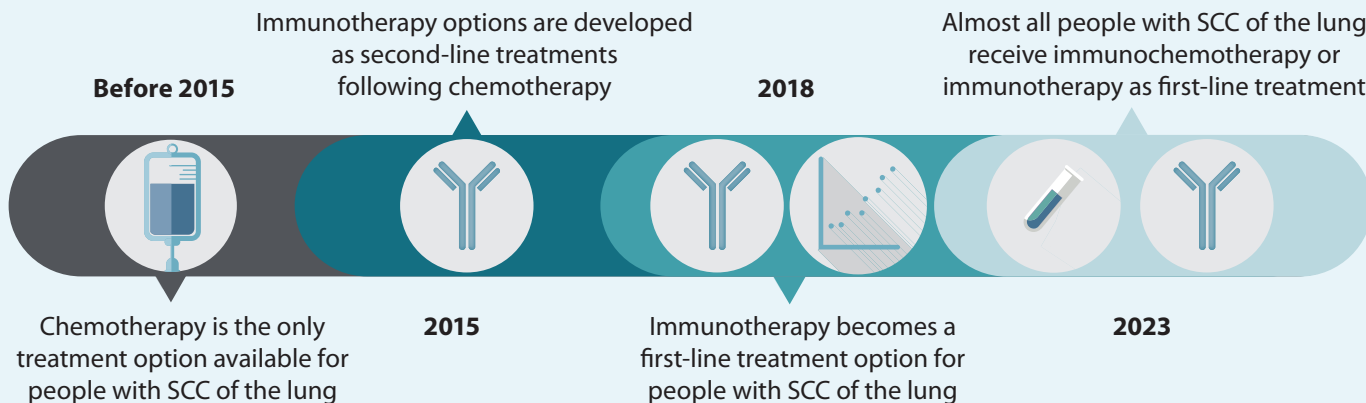 Before 2015
Chemotherapy is the only
treatment option available for
people with SCC of the lung
Immunotherapy options are developed
as second-line treatments
following chemotherapy
2015
2018
Immunotherapy becomes a
first-line treatment option for
people with SCC of the lung
Almost all people with SCC of the lung
receive immunochemotherapy or
immunotherapy as first-line treatment
2023